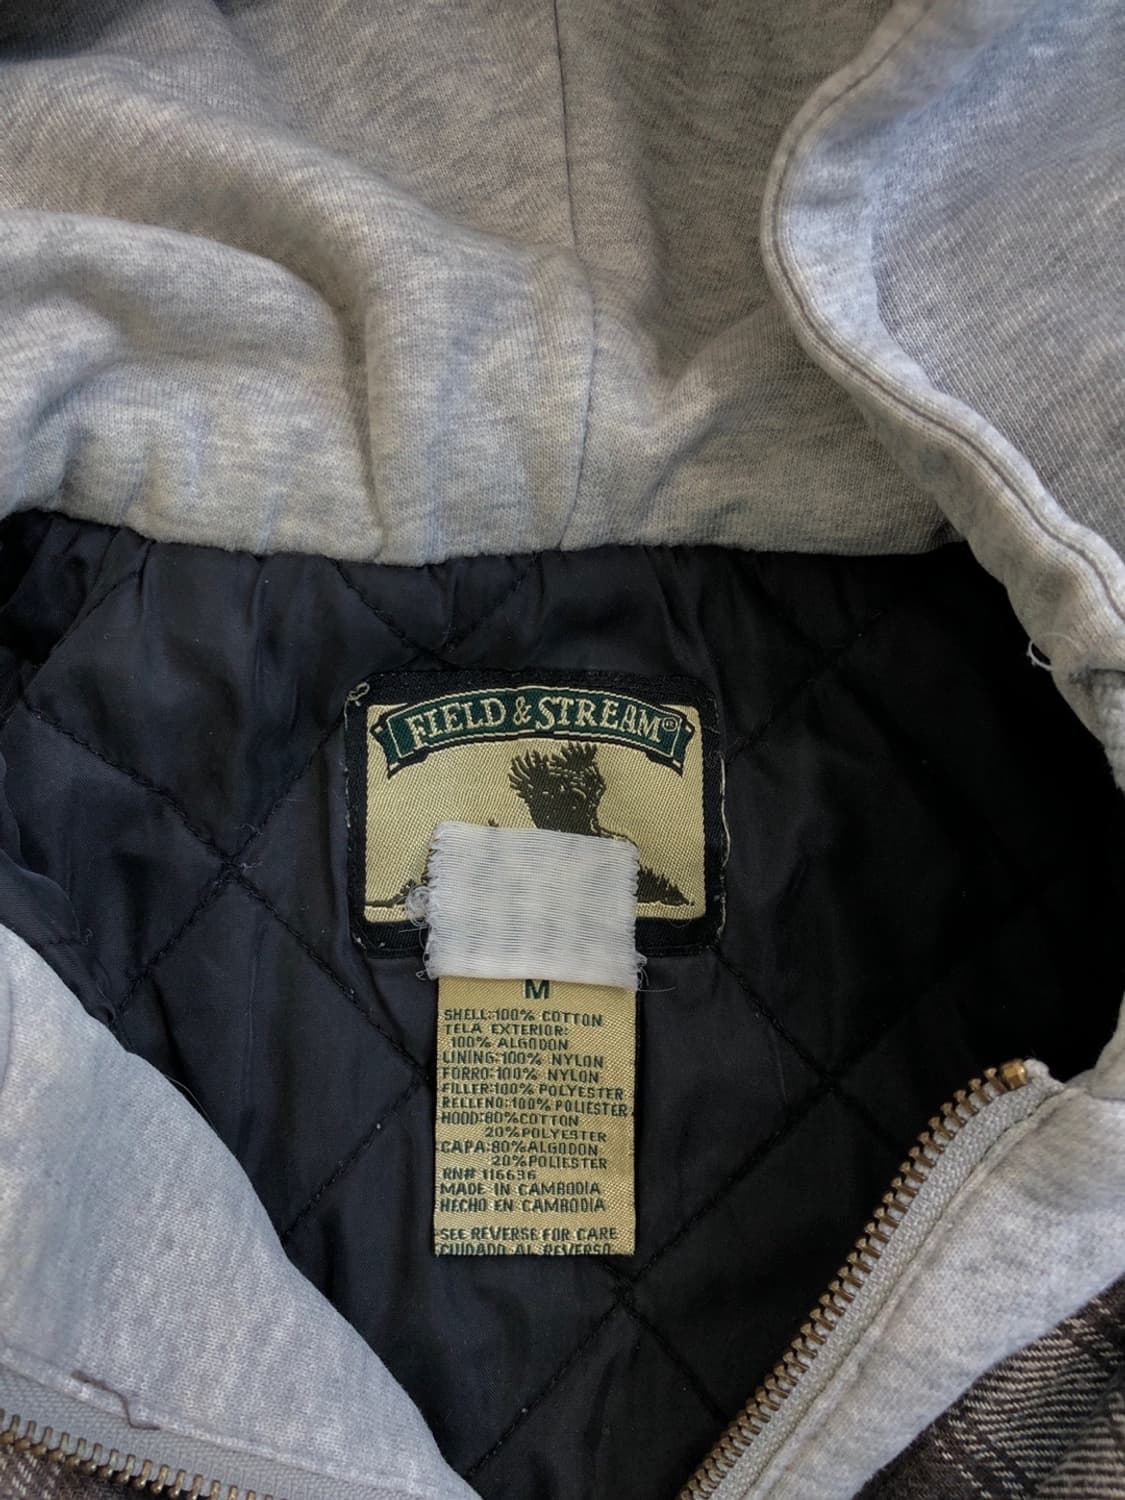 FIELD & STREAM®
M
SHELL:100% COTTON
TELA EXTERIOR:
100% ALGODON
LINING:100% NYLON
FORRO:100% NYLON
FILLER:100% POLYESTER
RELLENO:100% POLIESTER
HOOD:80%COTTON
20%POLYESTER
CAPA:80%ALGODON
20%POLIESTER
RN# 116636
MADE IN CAMBODIA
HECHO EN CAMBODIA
SEE REVERSE FOR CARE
CUIDADO AL REVERSO